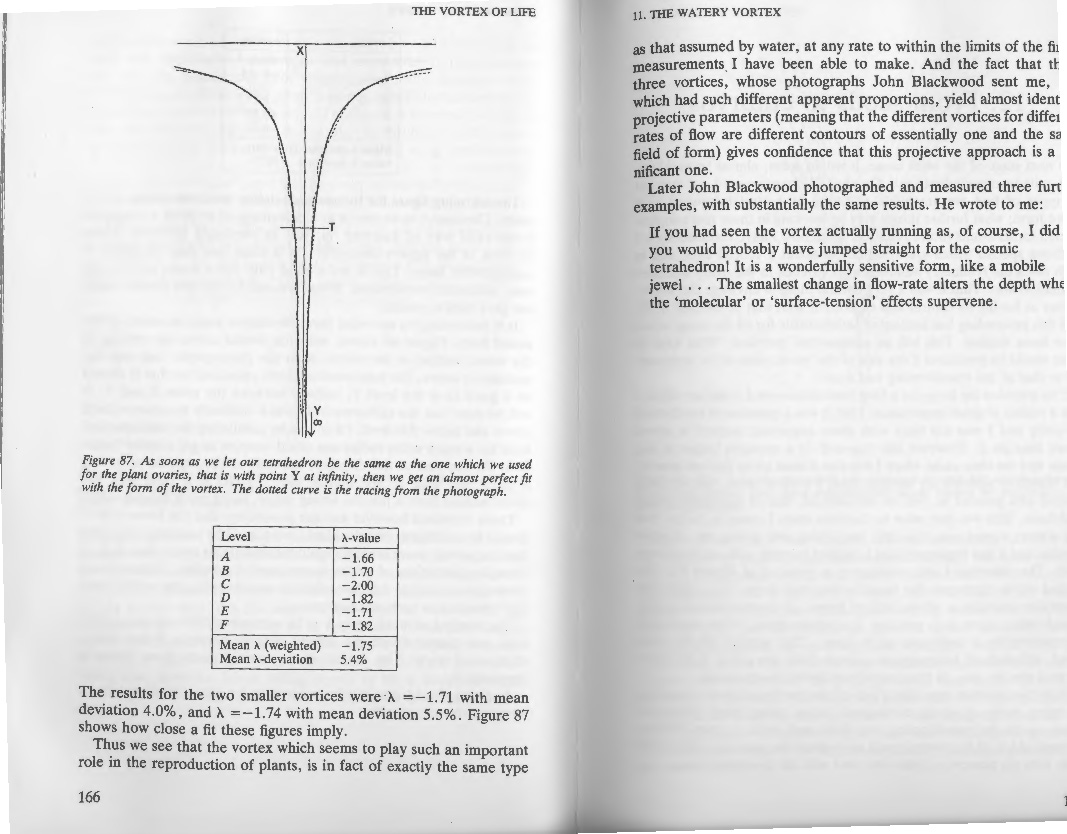 THE VORTEX OF LIFE
X
T
Y
∞
Figure 87. As soon as we let our tetrahedron be the same as the one which we used
for the plant ovaries, that is with point Y at infinity, then we get an almost perfect fit
with the form of the vortex. The dotted curve is the tracing from the photograph.
Level λ-value
A −1.66
B −1.70
C −2.00
D −1.82
E −1.71
F −1.82
Mean λ (weighted) −1.75
Mean λ-deviation 5.4%
The results for the two smaller vortices were λ =−1.71 with mean
deviation 4.0%, and λ =−1.74 with mean deviation 5.5%. Figure 87
shows how close a fit these figures imply.
Thus we see that the vortex which seems to play such an important
role in the reproduction of plants, is in fact of exactly the same type
166
11. THE WATERY VORTEX
as that assumed by water, at any rate to within the limits of the
measurements I have been able to make. And the fact that
three vortices, whose photographs John Blackwood sent me,
which had such different apparent proportions, yield almost ident
projective parameters (meaning that the different vortices for
rates of flow are different contours of essentially one and the sa
field of form) gives confidence that this projective approach is a
nificant one.
Later John Blackwood photographed and measured three furt
examples, with substantially the same results. He wrote to me:
If you had seen the vortex actually running as, of course, I did
you would probably have jumped straight for the cosmic
tetrahedron! It is a wonderfully sensitive form, like a mobile
jewel . . . The smallest change in flow-rate alters the depth
the ‘molecular’ or ‘surface-tension’ effects supervene.